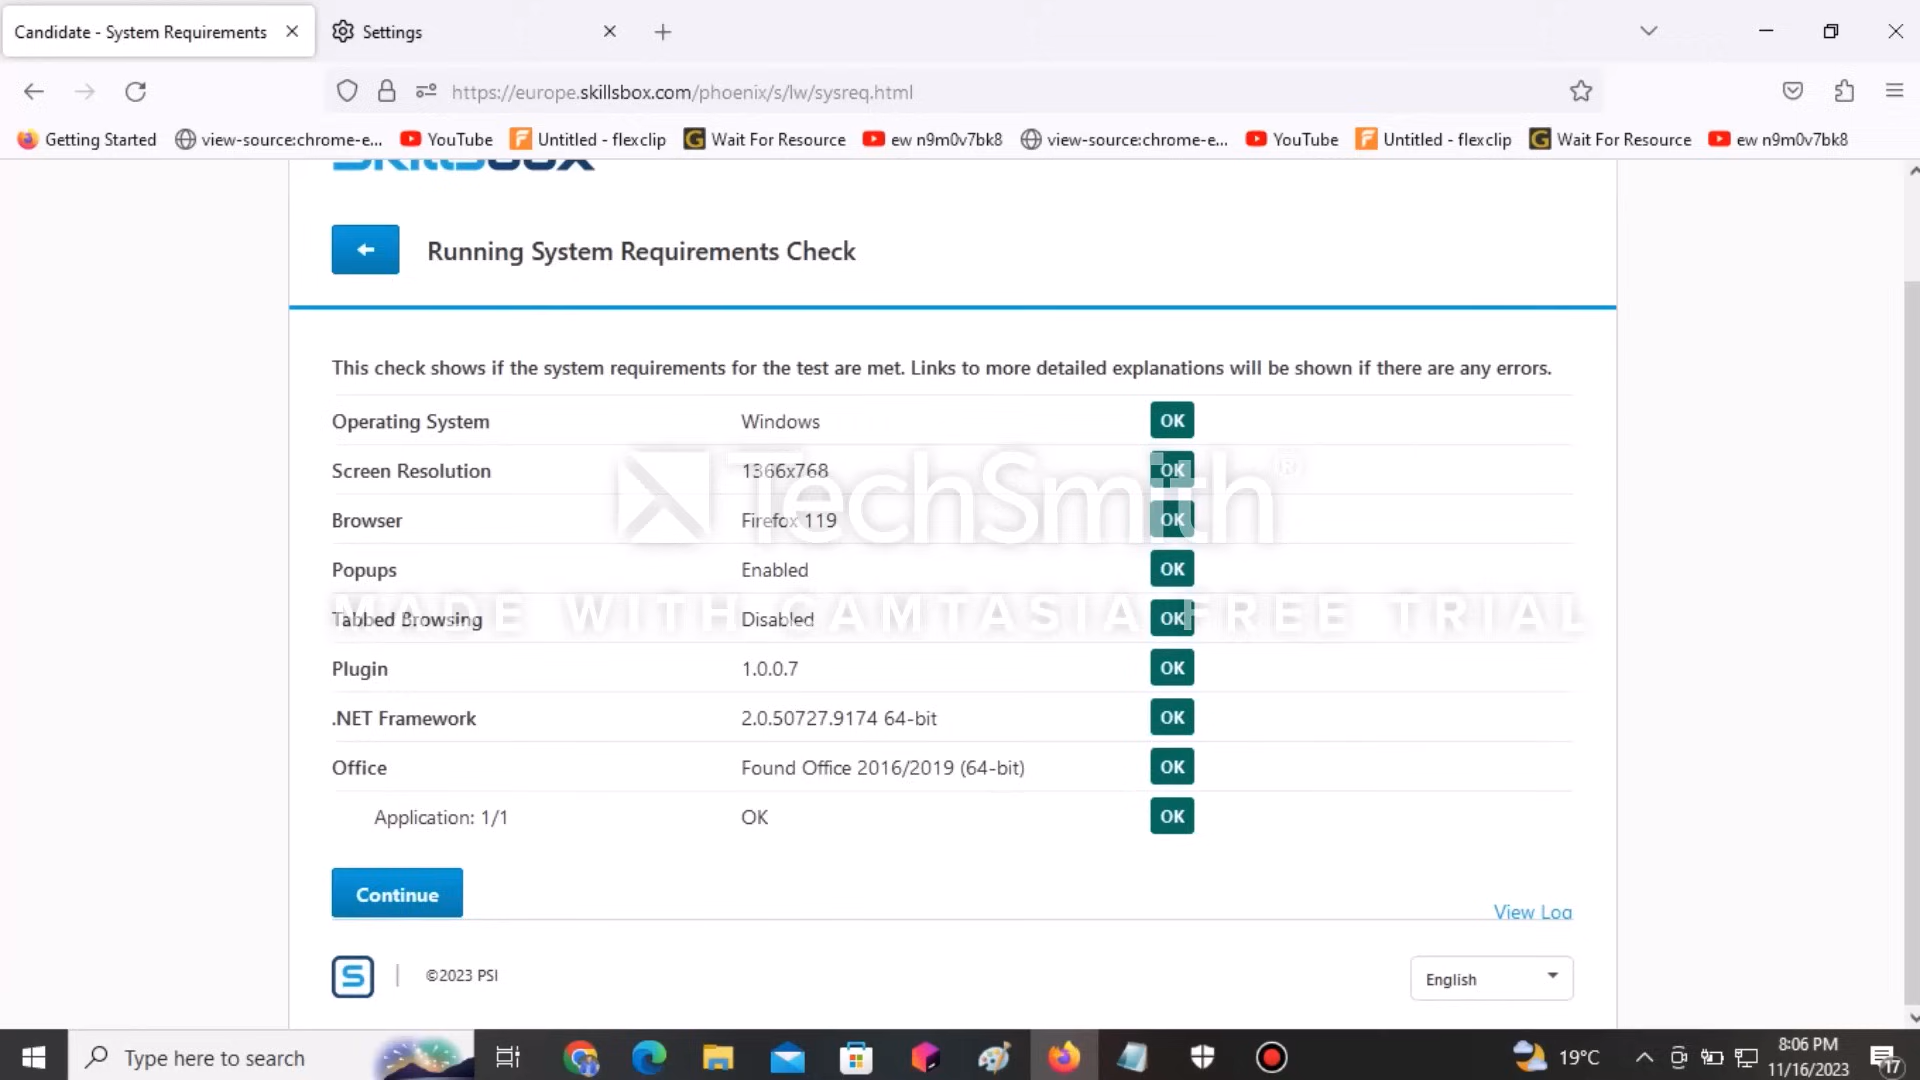 Candidate - System Requirements
Settings
https://europe.skillsbox.com/phoenix/s/lw/sysreq.html
Getting Started
view-source:chrome-e...
YouTube
Untitled - flexclip
Wait For Resource
ew n9m0v7bk8
view-source:chrome-e...
YouTube
Untitled - flexclip
Wait For Resource
ew n9m0v7bk8
Running System Requirements Check
This check shows if the system requirements for the test are met. Links to more detailed explanations will be shown if there are any errors.
Operating System Windows OK
Screen Resolution 1366x768 OK
TechSmith®
Browser Firefox 119 OK
Popups Enabled OK
MADE WITH CAMTASIA FREE TRIAL
Tabbed Browsing Disabled OK
Plugin 1.0.0.7 OK
.NET Framework 2.0.50727.9174 64-bit OK
Office Found Office 2016/2019 (64-bit) OK
Application: 1/1 OK OK
Continue
View Log
S | ©2023 PSI
English
Type here to search
19°C
8:06 PM
11/16/2023
17